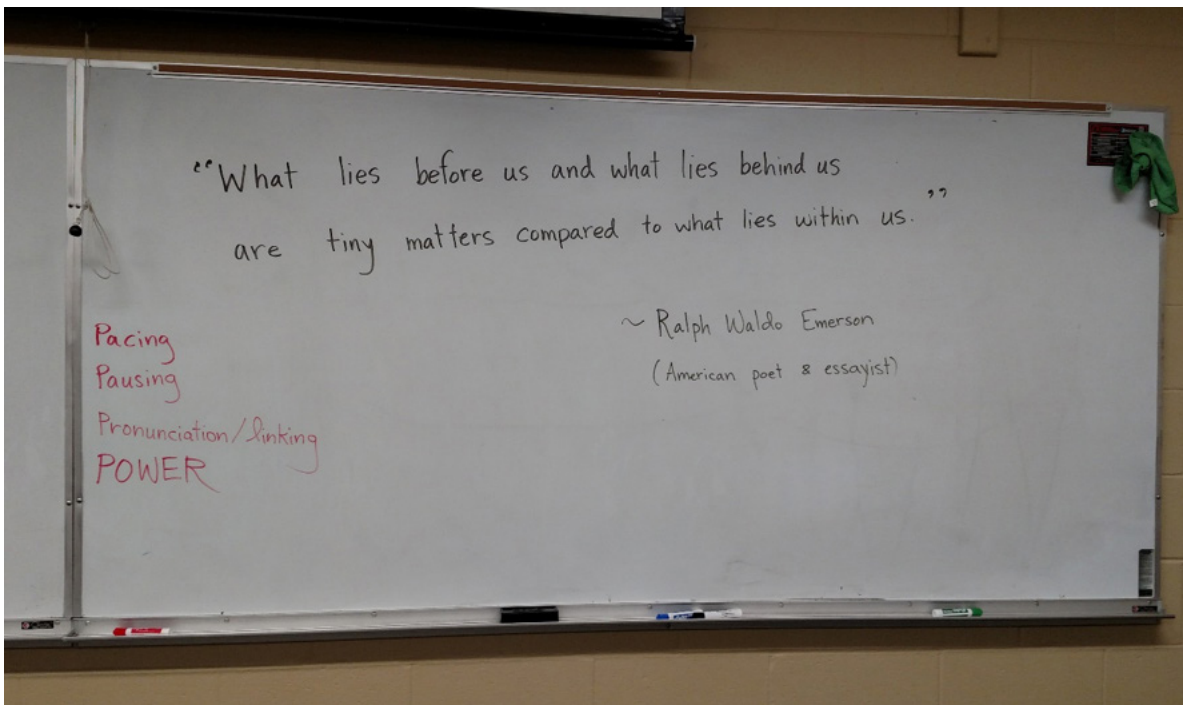 “What lies before us and what lies behind us
are tiny matters compared to what lies within us.”
~ Ralph Waldo Emerson
(American poet & essayist)
Pacing
Pausing
Pronunciation/linking
POWER